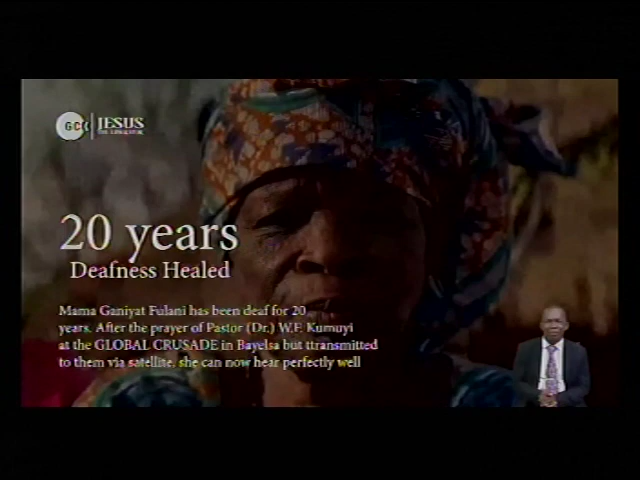 GCK
JESUS
20 years
Deafness Healed
Mama Ganiyat Fulani has been deaf for 20
years. After the prayer of Pastor (Dr.) W.F. Kumuyi
at the GLOBAL CRUSADE in Bayelsa but ttransmitted
to them via satellite. she can now hear perfectly well